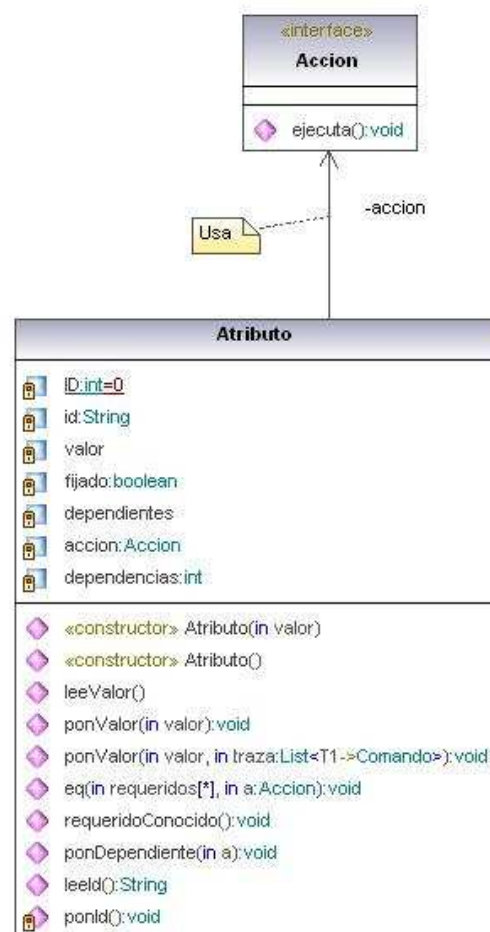 «interface»
Accion
ejecuta():void
-accion
Usa
Atributo
ID:int=0
id:String
valor
fijado:boolean
dependientes
accion:Accion
dependencias:int
«constructor» Atributo(in valor)
«constructor» Atributo()
leeValor()
ponValor(in valor):void
ponValor(in valor, in traza:List<T1->Comando>):void
eq(in requeridos[*], in a:Accion):void
requeridoConocido():void
ponDependiente(in a):void
leeId():String
ponId():void